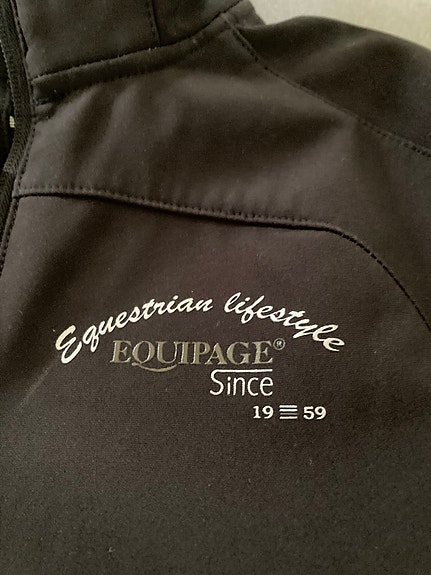 Equestrian lifestyle
EQUIPAGE®
Since
19 59